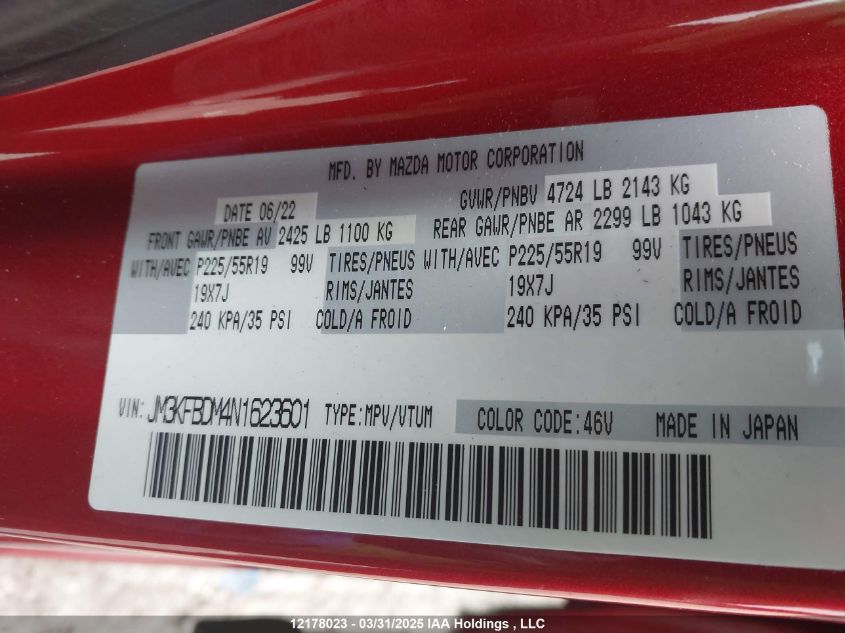 MFD. BY MAZDA MOTOR CORPORATION
DATE 06/22 GVWR/PNBV 4724 LB 2143 KG
FRONT GAWR/PNBE AV 2425 LB 1100 KG REAR GAWR/PNBE AR 2299 LB 1043 KG
WITH/AVEC P225/55R19 99V TIRES/PNEUS WITH/AVEC P225/55R19 99V TIRES/PNEUS
19X7J RIMS/JANTES 19X7J RIMS/JANTES
240 KPA/35 PSI COLD/A FROID 240 KPA/35 PSI COLD/A FROID
VIN: JM3KFBDM4N1623601 TYPE:MPV/VTUM COLOR CODE:46V MADE IN JAPAN
12178023 - 03/31/2025 IAA Holdings , LLC